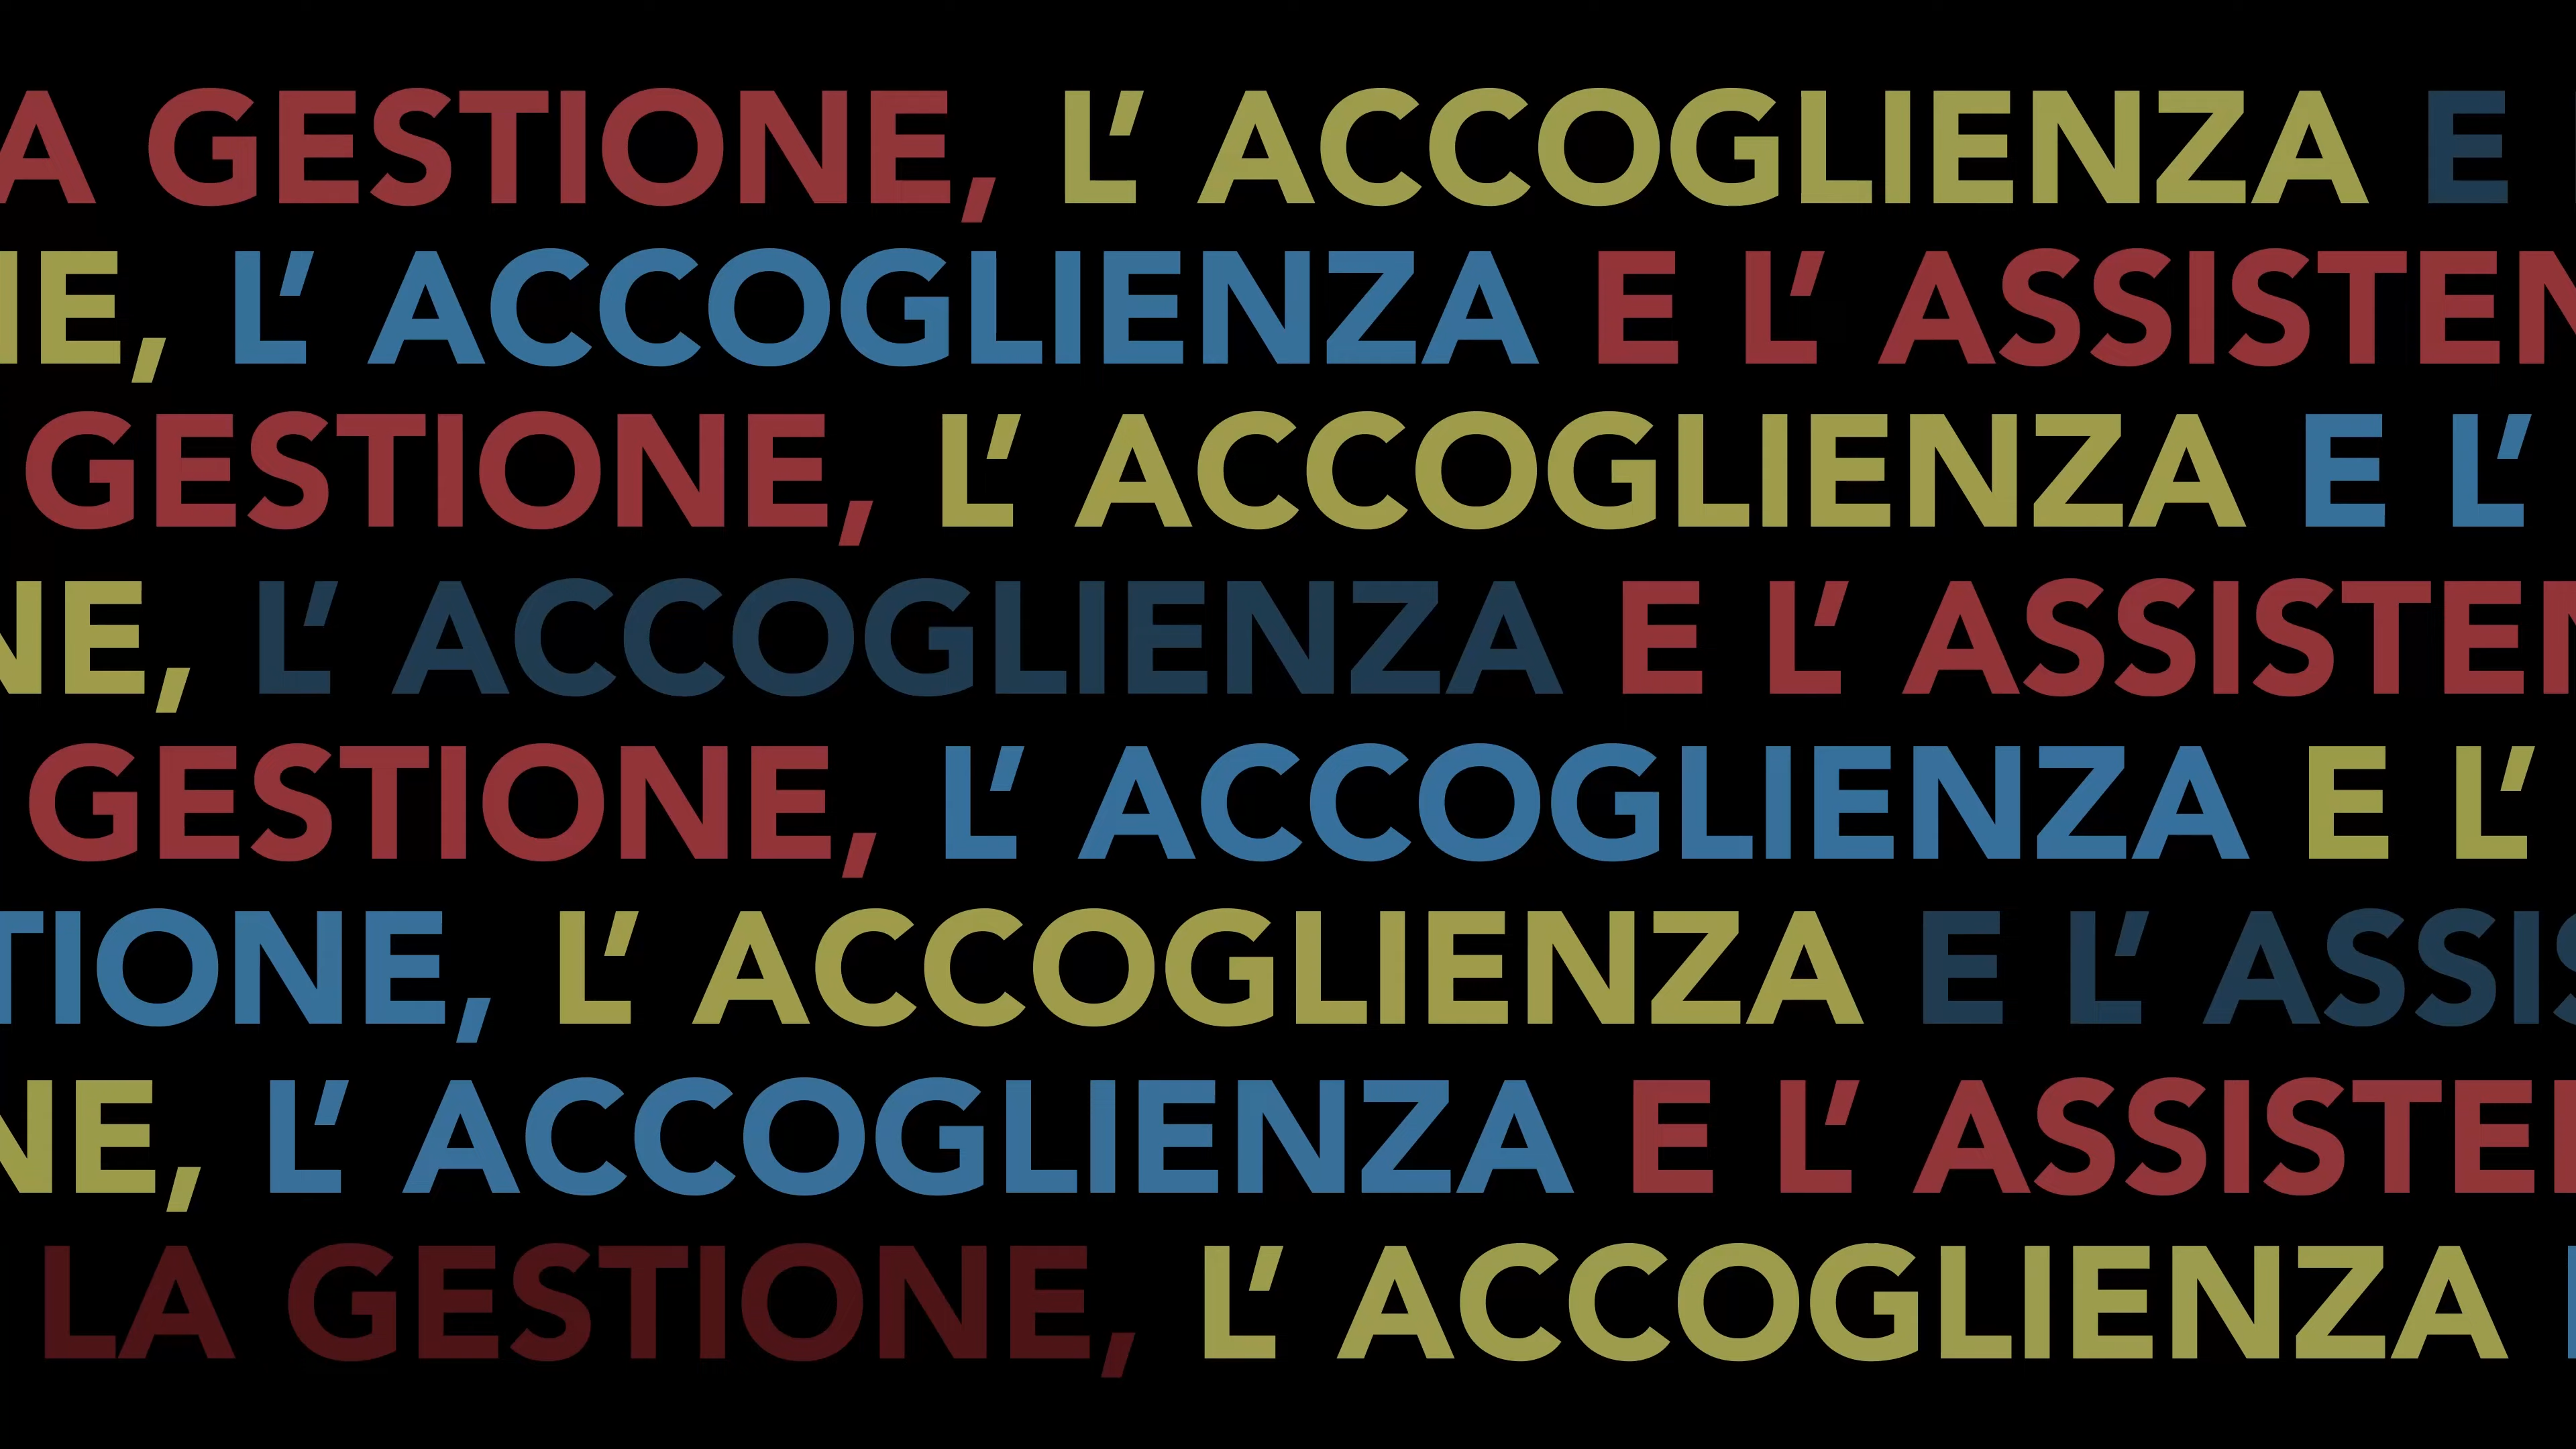 A GESTIONE, L' ACCOGLIENZA E
NE, L' ACCOGLIENZA E L' ASSISTEN
GESTIONE, L' ACCOGLIENZA E L'
NE, L' ACCOGLIENZA E L' ASSISTEN
GESTIONE, L' ACCOGLIENZA E L'
TIONE, L' ACCOGLIENZA E L' ASSIS
NE, L' ACCOGLIENZA E L' ASSISTE
LA GESTIONE, L' ACCOGLIENZA